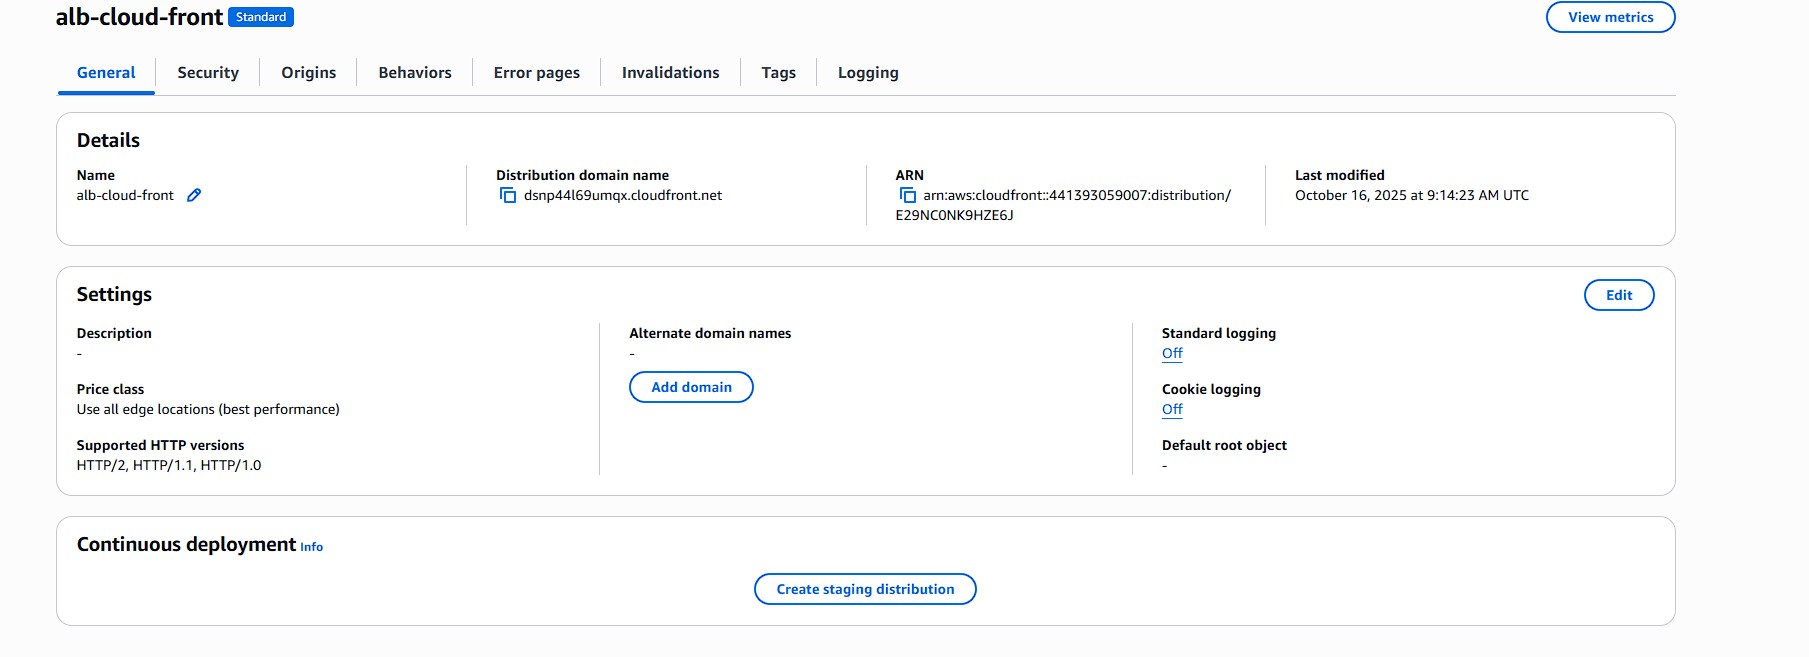 alb-cloud-front Standard
View metrics
General Security Origins Behaviors Error pages Invalidations Tags Logging
Details
Name
alb-cloud-front
Distribution domain name
dsnp44l69umqx.cloudfront.net
ARN
arn:aws:cloudfront::441393059007:distribution/
E29NC0NK9HZE6J
Last modified
October 16, 2025 at 9:14:23 AM UTC
Settings
Edit
Description
-
Price class
Use all edge locations (best performance)
Supported HTTP versions
HTTP/2, HTTP/1.1, HTTP/1.0
Alternate domain names
-
Add domain
Standard logging
Off
Cookie logging
Off
Default root object
-
Continuous deployment Info
Create staging distribution